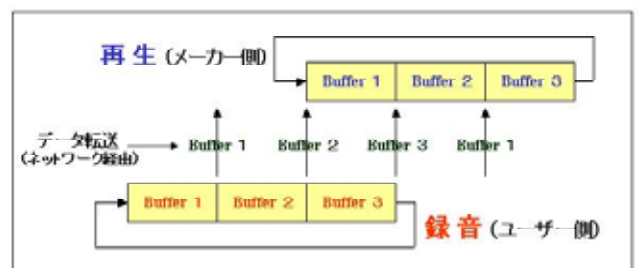 再生 (メーカー側)
Buffer 1 Buffer 2 Buffer 3
データ転送
(ネットワーク経由)
Buffer 1 Buffer 2 Buffer 3 Buffer 1
Buffer 1 Buffer 2 Buffer 3
録音 (ユーザー側)